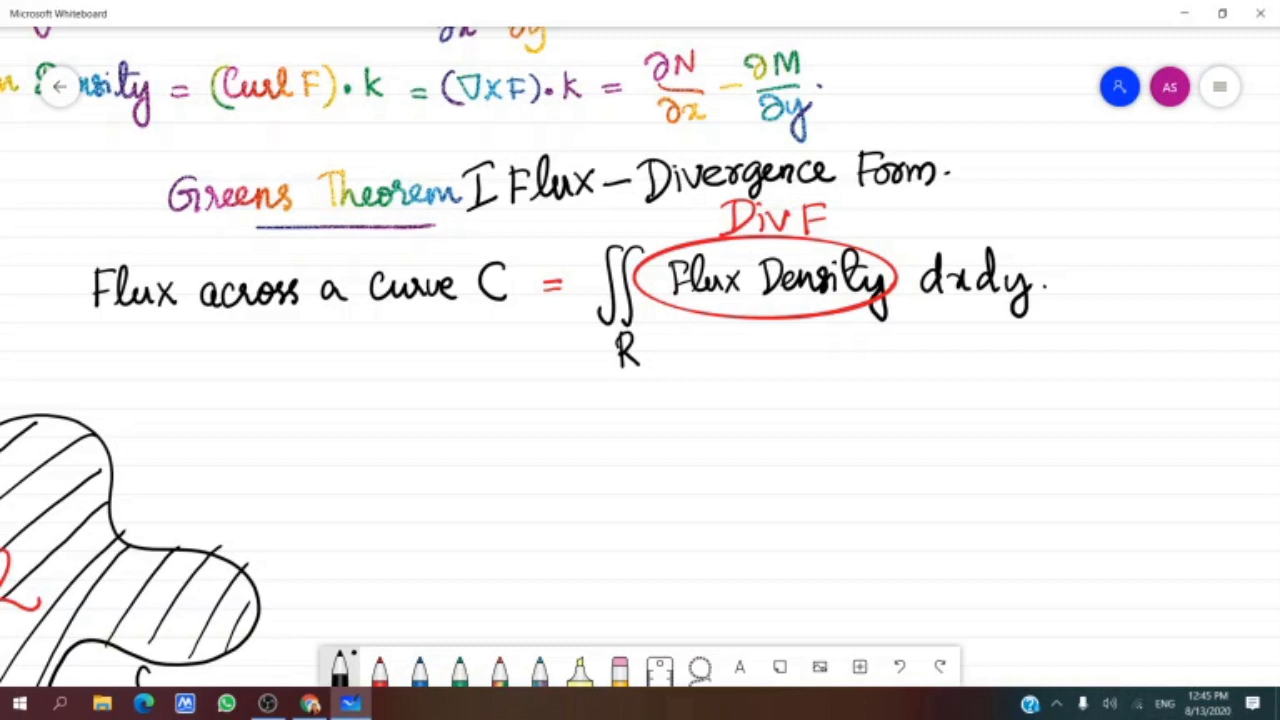 Microsoft Whiteboard
∂x ∂y
n Density = (Curl F) · k = (∇×F) · k = ∂N/∂x − ∂M/∂y.
AS
Greens Theorem I Flux – Divergence Form.
Div F
Flux across a curve C = ∬ Flux Density dxdy.
R
C
A
ENG
12:45 PM
8/13/2020